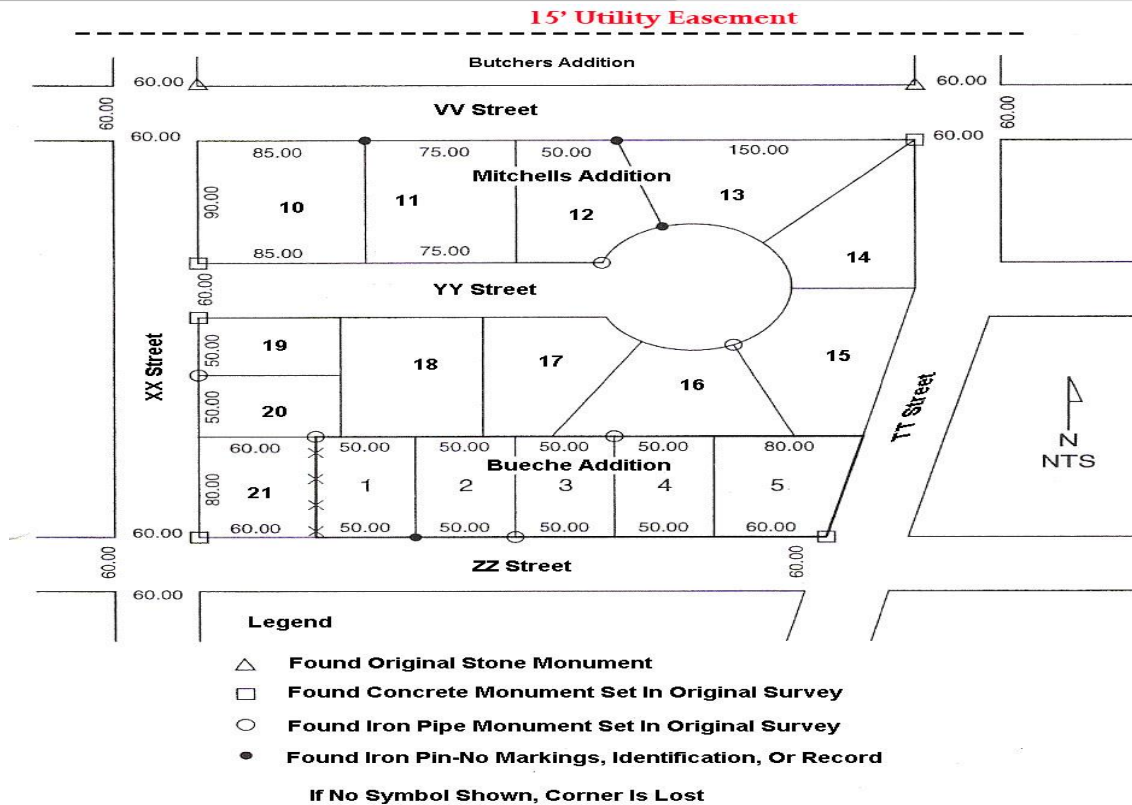 15' Utility Easement
Butchers Addition
60.00 60.00
60.00 60.00
VV Street
60.00 60.00
85.00 75.00 50.00 150.00
Mitchells Addition
90.00 10 11 12 13
85.00 75.00 14
60.00 YY Street
XX Street
50.00 19 18 17 16 15
50.00 20
TT Street
N
NTS
60.00 50.00 50.00 50.00 50.00 80.00
Bueche Addition
80.00 21 1 2 3 4 5
60.00 60.00 50.00 50.00 50.00 50.00 60.00
60.00 ZZ Street 60.00
60.00
Legend
Found Original Stone Monument
Found Concrete Monument Set In Original Survey
Found Iron Pipe Monument Set In Original Survey
Found Iron Pin-No Markings, Identification, Or Record
If No Symbol Shown, Corner Is Lost